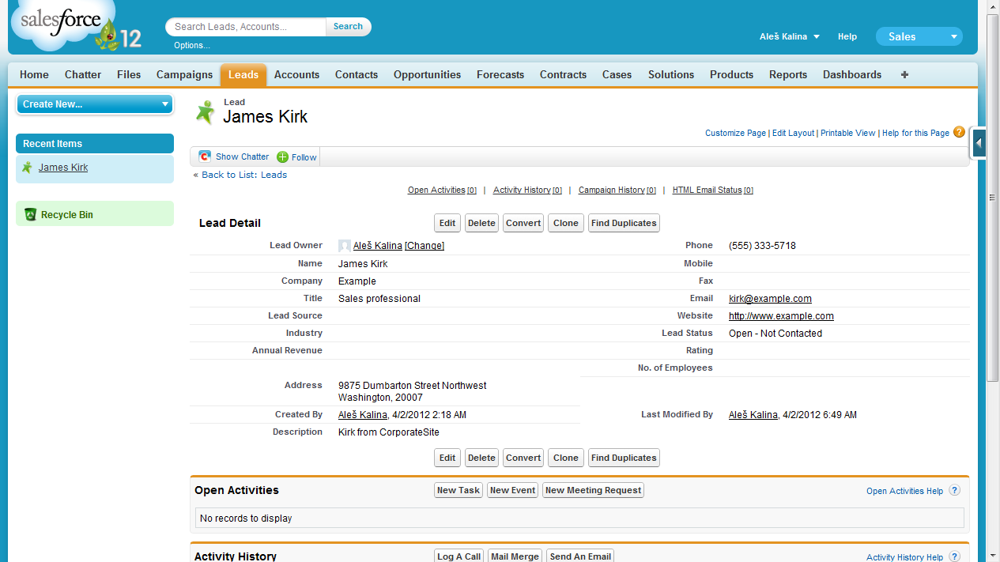 salesforce
12
Search Leads, Accounts... Search
Options...
Aleš Kalina Help Sales
Home Chatter Files Campaigns Leads Accounts Contacts Opportunities Forecasts Contracts Cases Solutions Products Reports Dashboards +
Create New...
Recent Items
James Kirk
Recycle Bin
Lead
James Kirk
Customize Page | Edit Layout | Printable View | Help for this Page ?
Show Chatter Follow
« Back to List: Leads
Open Activities [0] | Activity History [0] | Campaign History [0] | HTML Email Status [0]
Lead Detail Edit Delete Convert Clone Find Duplicates
Lead Owner Aleš Kalina [Change] Phone (555) 333-5718
Name James Kirk Mobile
Company Example Fax
Title Sales professional Email kirk@example.com
Lead Source Website http://www.example.com
Industry Lead Status Open - Not Contacted
Annual Revenue Rating
No. of Employees
Address 9875 Dumbarton Street Northwest
Washington, 20007
Created By Aleš Kalina, 4/2/2012 2:18 AM Last Modified By Aleš Kalina, 4/2/2012 6:49 AM
Description Kirk from CorporateSite
Edit Delete Convert Clone Find Duplicates
Open Activities New Task New Event New Meeting Request Open Activities Help ?
No records to display
Activity History Log A Call Mail Merge Send An Email Activity History Help ?